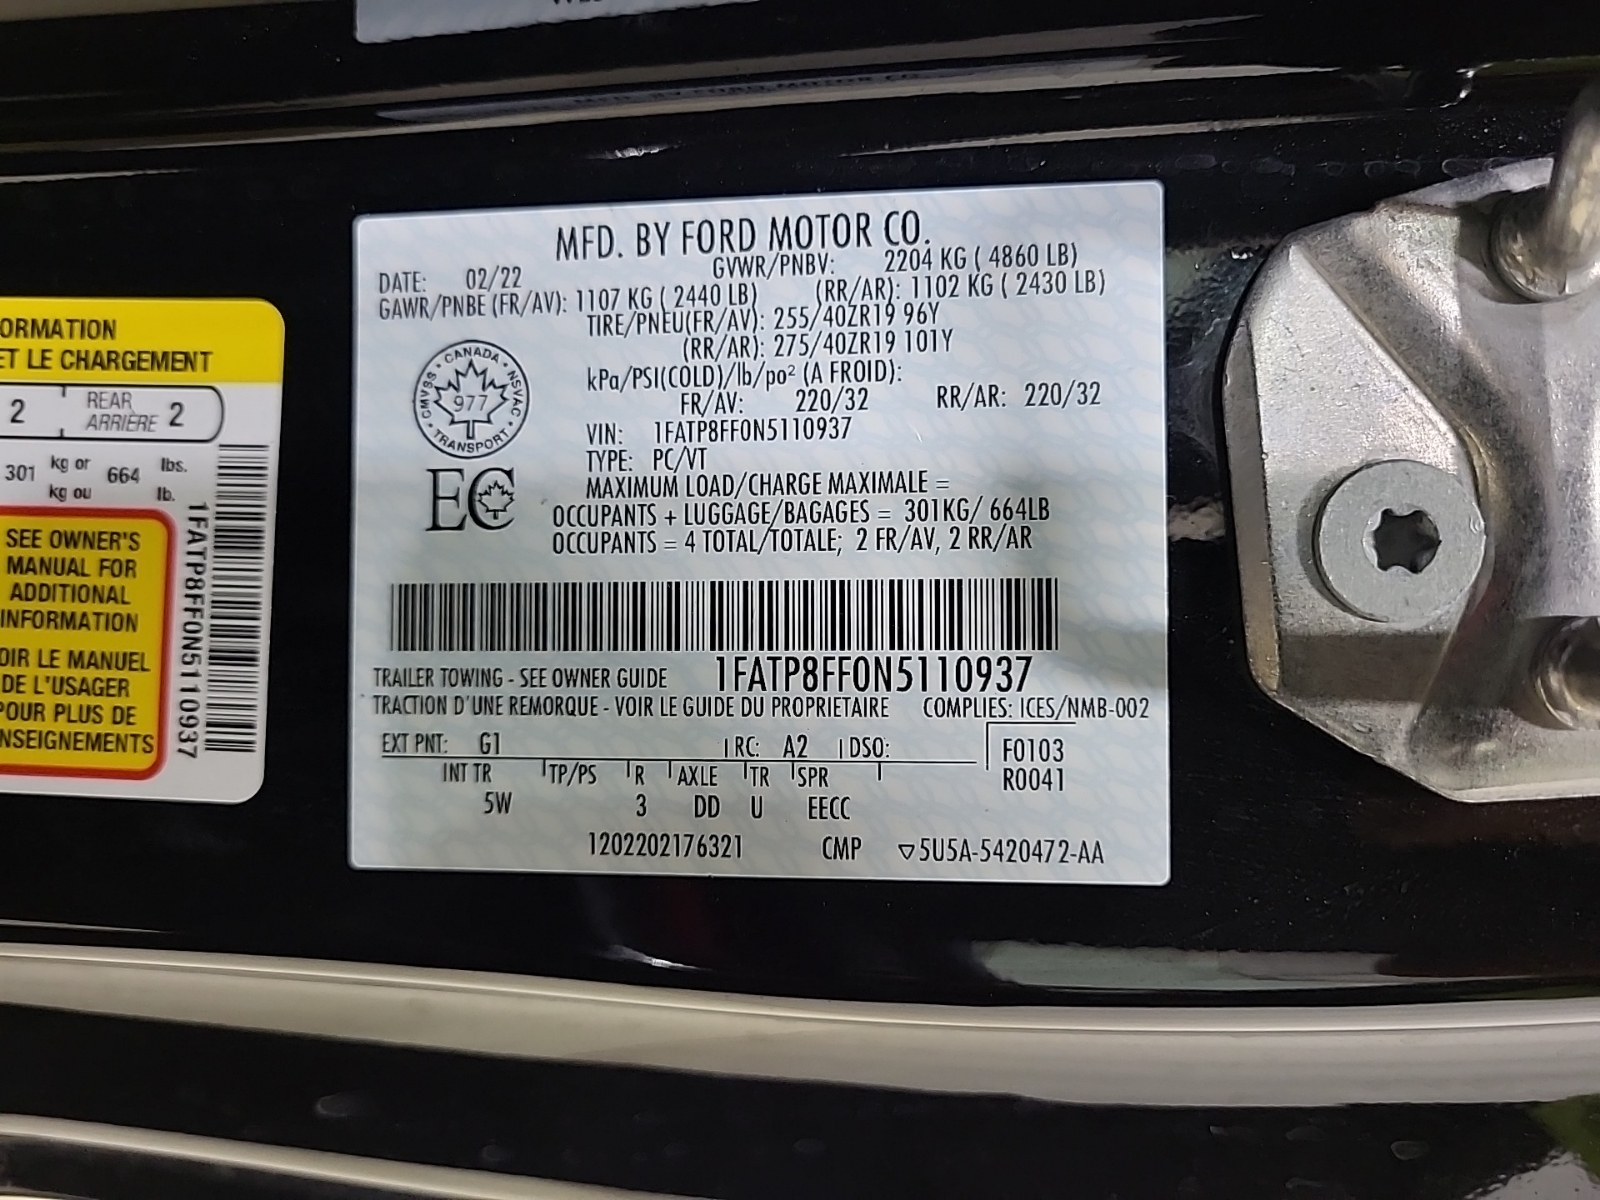 MFD. BY FORD MOTOR CO.
MFD. BY FORD MOTOR CO.
DATE: 02/22 GVWR/PNBV: 2204 KG ( 4860 LB)
GAWR/PNBE (FR/AV): 1107 KG ( 2440 LB) (RR/AR): 1102 KG ( 2430 LB)
TIRE/PNEU(FR/AV): 255/40ZR19 96Y
(RR/AR): 275/40ZR19 101Y
kPa/PSI(COLD)/lb/po² (A FROID):
FR/AV: 220/32 RR/AR: 220/32
VIN: 1FATP8FF0N5110937
TYPE: PC/VT
MAXIMUM LOAD/CHARGE MAXIMALE =
OCCUPANTS + LUGGAGE/BAGAGES = 301KG/ 664LB
OCCUPANTS = 4 TOTAL/TOTALE; 2 FR/AV, 2 RR/AR
CANADA · NSVAC · TRANSPORT · CMVSS
977
EC
TRAILER TOWING - SEE OWNER GUIDE 1FATP8FF0N5110937
TRACTION D'UNE REMORQUE - VOIR LE GUIDE DU PROPRIETAIRE COMPLIES: ICES/NMB-002
EXT PNT: G1 RC: A2 DSO: F0103
INT TR TP/PS R AXLE TR SPR R0041
5W 3 DD U EECC
1202202176321 CMP ▽5U5A-5420472-AA
ORMATION
ET LE CHARGEMENT
2 REAR ARRIÈRE 2
301 kg or 664 lbs.
kg ou lb.
SEE OWNER'S
MANUAL FOR
ADDITIONAL
INFORMATION
OIR LE MANUEL
DE L'USAGER
POUR PLUS DE
NSEIGNEMENTS
1FATP8FF0N5110937